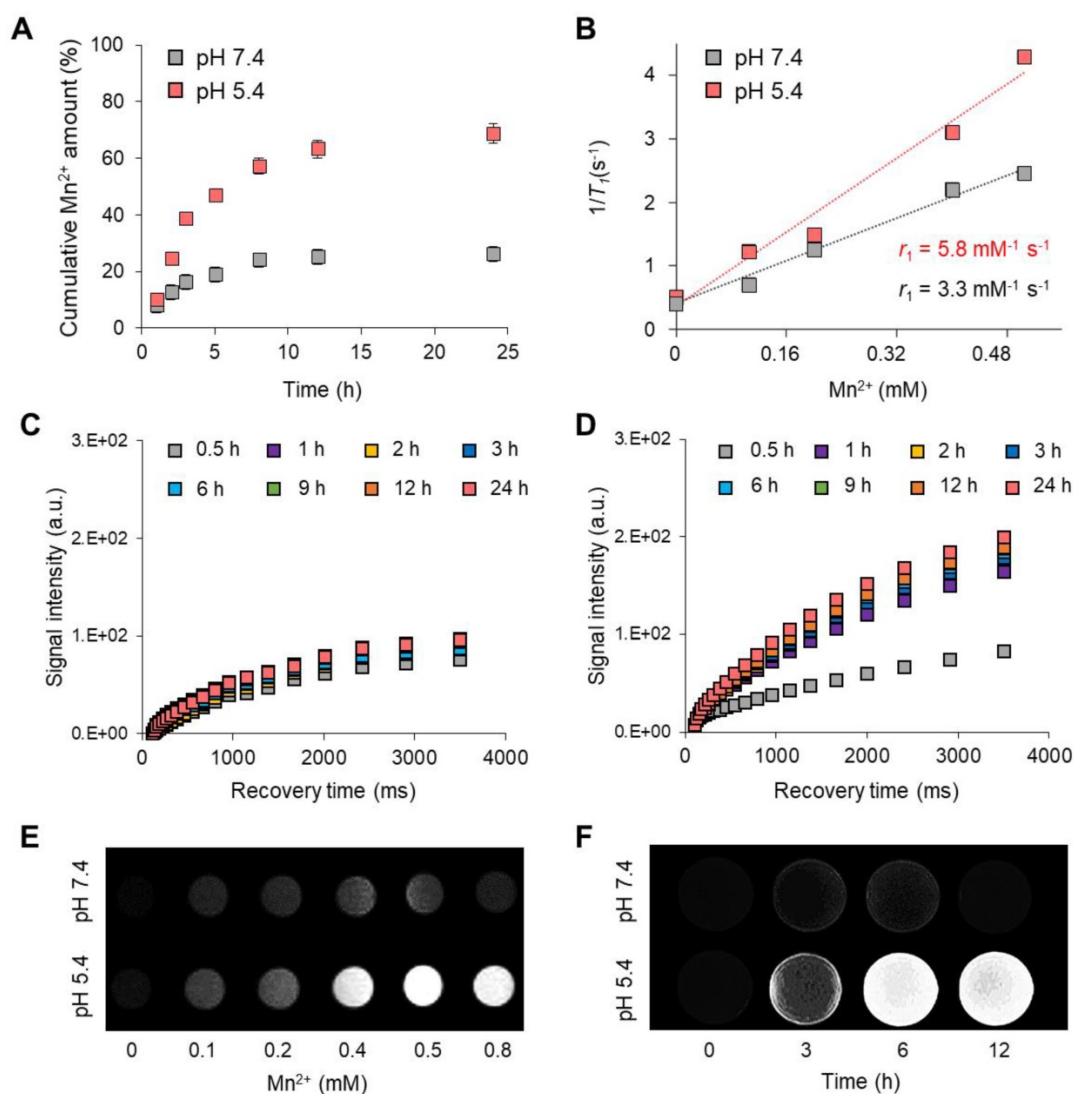 A
Cumulative Mn²⁺ amount (%)
100
80
60
40
20
0
pH 7.4
pH 5.4
0 5 10 15 20 25
Time (h)
B
1/T₁(s⁻¹)
4
3
2
1
0
pH 7.4
pH 5.4
r₁ = 5.8 mM⁻¹ s⁻¹
r₁ = 3.3 mM⁻¹ s⁻¹
0 0.16 0.32 0.48
Mn²⁺ (mM)
C
Signal intensity (a.u.)
3.E+02
2.E+02
1.E+02
0.E+00
0.5 h 1 h 2 h 3 h
6 h 9 h 12 h 24 h
0 1000 2000 3000 4000
Recovery time (ms)
D
Signal intensity (a.u.)
3.E+02
2.E+02
1.E+02
0.E+00
0.5 h 1 h 2 h 3 h
6 h 9 h 12 h 24 h
0 1000 2000 3000 4000
Recovery time (ms)
E
pH 7.4
pH 5.4
0 0.1 0.2 0.4 0.5 0.8
Mn²⁺ (mM)
F
pH 7.4
pH 5.4
0 3 6 12
Time (h)